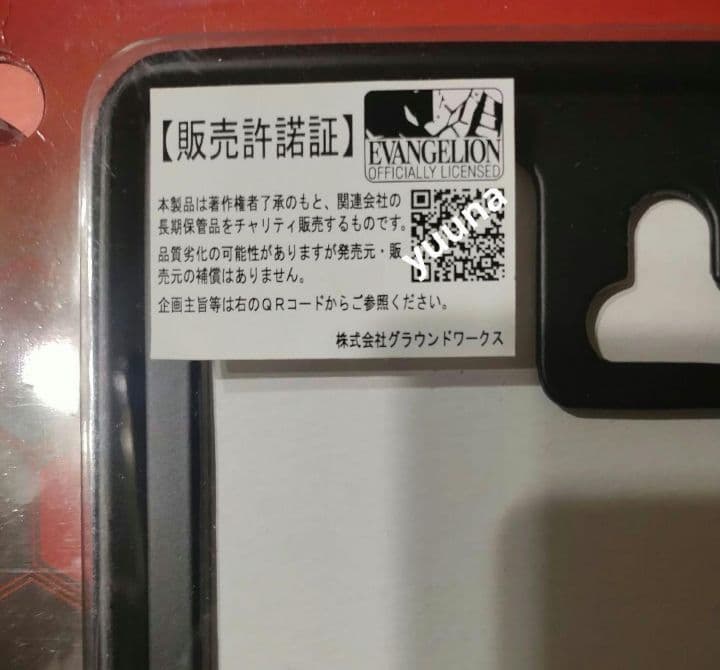 【販売許諾証】
EVANGELION
OFFICIALLY LICENSED
本製品は著作権者了承のもと、関連会社の
長期保管品をチャリティ販売するものです。
品質劣化の可能性がありますが発売元・販
売元の補償はありません。
企画主旨等は右のQRコードからご参照ください。
株式会社グラウンドワークス
yuuna